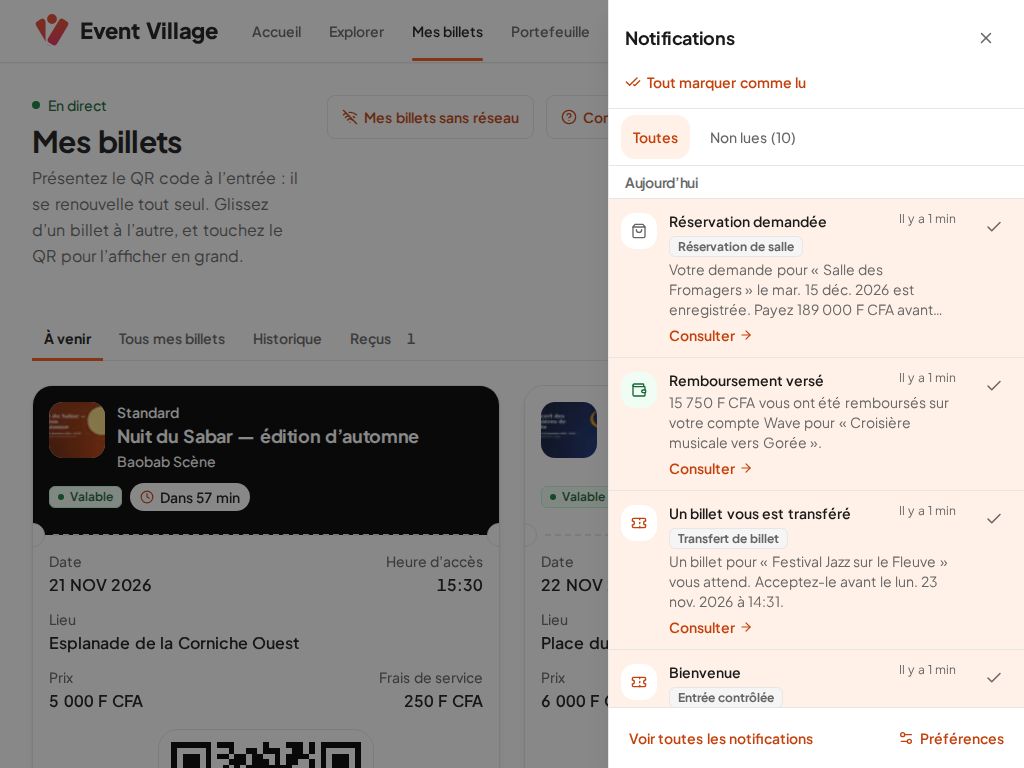 Event Village
Accueil
Explorer
Mes billets
Portefeuille
En direct
Mes billets
Présentez le QR code à l'entrée : il
se renouvelle tout seul. Glissez
d'un billet à l'autre, et touchez le
QR pour l'afficher en grand.
Mes billets sans réseau
À venir
Tous mes billets
Historique
Reçus 1
Standard
Nuit du Sabar — édition d'automne
Baobab Scène
Valable
Dans 57 min
Date
Heure d'accès
21 NOV 2026
15:30
Lieu
Esplanade de la Corniche Ouest
Prix
Frais de service
5 000 F CFA
250 F CFA
Valable
Date
22 NOV
Lieu
Place du
Prix
6 000 F
Notifications
Tout marquer comme lu
Toutes
Non lues (10)
Aujourd'hui
Réservation demandée
Il y a 1 min
Réservation de salle
Votre demande pour « Salle des
Fromagers » le mar. 15 déc. 2026 est
enregistrée. Payez 189 000 F CFA avant…
Consulter →
Remboursement versé
Il y a 1 min
15 750 F CFA vous ont été remboursés sur
votre compte Wave pour « Croisière
musicale vers Gorée ».
Consulter →
Un billet vous est transféré
Il y a 1 min
Transfert de billet
Un billet pour « Festival Jazz sur le Fleuve »
vous attend. Acceptez-le avant le lun. 23
nov. 2026 à 14:31.
Consulter →
Bienvenue
Il y a 1 min
Entrée contrôlée
Voir toutes les notifications
Préférences